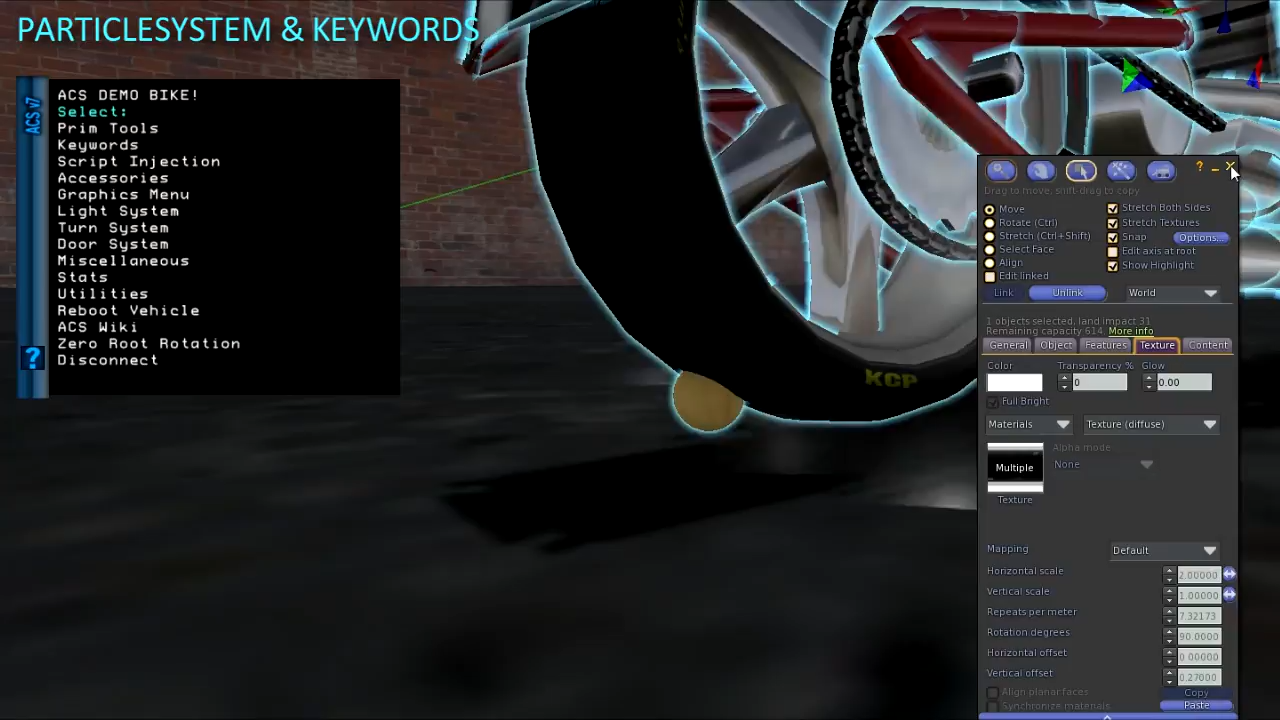 PARTICLESYSTEM & KEYWORDS
ACS v7
?
ACS DEMO BIKE!
Select:
Prim Tools
Keywords
Script Injection
Accessories
Graphics Menu
Light System
Turn System
Door System
Miscellaneous
Stats
Utilities
Reboot Vehicle
ACS Wiki
Zero Root Rotation
Disconnect
KCP
?
Drag to move, shift-drag to copy
Move
Rotate (Ctrl)
Stretch (Ctrl+Shift)
Select Face
Align
Edit linked
Stretch Both Sides
Stretch Textures
Snap Options...
Edit axis at root
Show Highlight
Link Unlink World
1 objects selected, land impact 31
Remaining capacity 614. More info
General Object Features Texture Content
Color Transparency % Glow
0 0.00
Full Bright
Materials Texture (diffuse)
Alpha mode
Multiple None
Texture
Mapping Default
Horizontal scale 2.00000
Vertical scale 1.00000
Repeats per meter 7.32173
Rotation degrees 90.0000
Horizontal offset 0.00000
Vertical offset 0.27000
Align planar faces Copy
Synchronize materials Paste